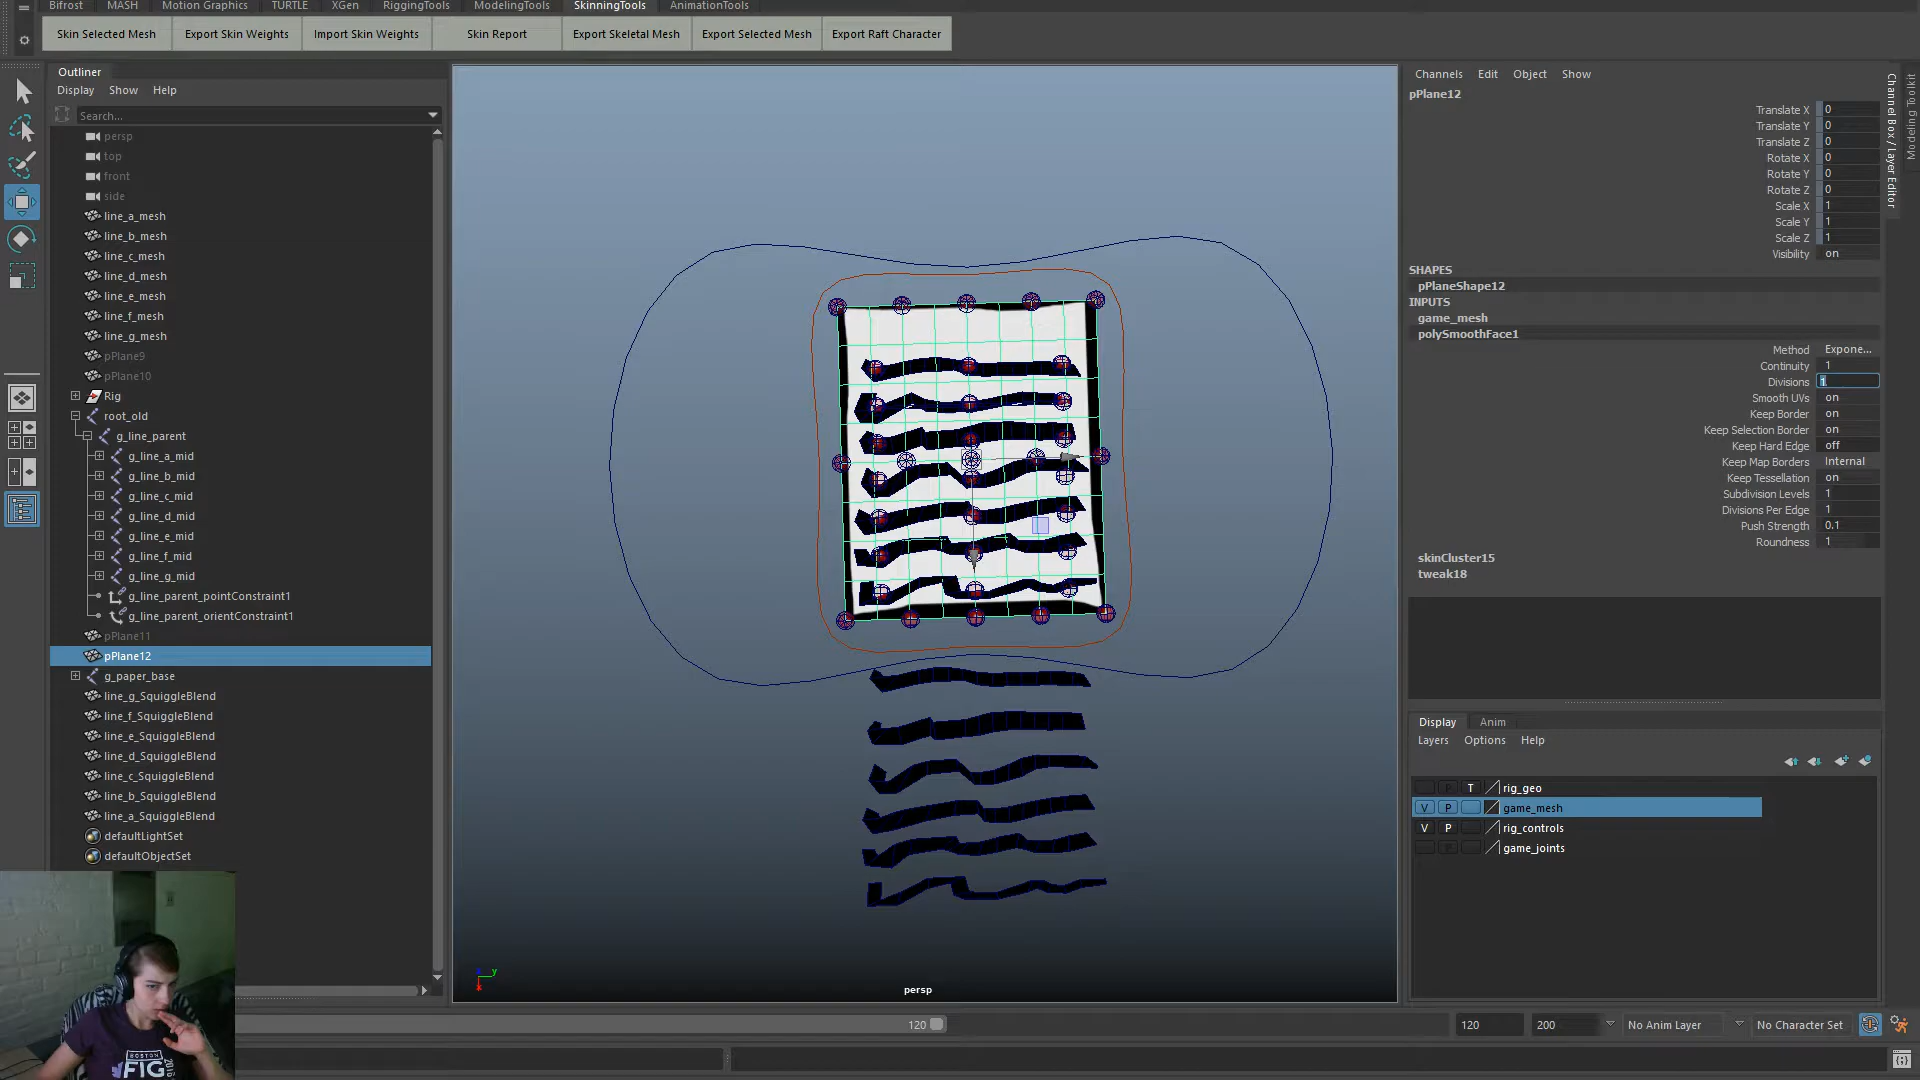 Bifrost MASH Motion Graphics TURTLE XGen RiggingTools ModelingTools SkinningTools AnimationTools
Skin Selected Mesh Export Skin Weights Import Skin Weights Skin Report Export Skeletal Mesh Export Selected Mesh Export Raft Character
Outliner
Display Show Help
Search...
persp
top
front
side
line_a_mesh
line_b_mesh
line_c_mesh
line_d_mesh
line_e_mesh
line_f_mesh
line_g_mesh
pPlane9
pPlane10
Rig
root_old
g_line_parent
g_line_a_mid
g_line_b_mid
g_line_c_mid
g_line_d_mid
g_line_e_mid
g_line_f_mid
g_line_g_mid
g_line_parent_pointConstraint1
g_line_parent_orientConstraint1
pPlane11
pPlane12
g_paper_base
line_g_SquiggleBlend
line_f_SquiggleBlend
line_e_SquiggleBlend
line_d_SquiggleBlend
line_c_SquiggleBlend
line_b_SquiggleBlend
line_a_SquiggleBlend
defaultLightSet
defaultObjectSet
BOSTON
FIG
y
persp
Channels Edit Object Show
pPlane12
Translate X 0
Translate Y 0
Translate Z 0
Rotate X 0
Rotate Y 0
Rotate Z 0
Scale X 1
Scale Y 1
Scale Z 1
Visibility on
SHAPES
pPlaneShape12
INPUTS
game_mesh
polySmoothFace1
Method Expone...
Continuity 1
Divisions 1
Smooth UVs on
Keep Border on
Keep Selection Border on
Keep Hard Edge off
Keep Map Borders Internal
Keep Tessellation on
Subdivision Levels 1
Divisions Per Edge 1
Push Strength 0.1
Roundness 1
skinCluster15
tweak18
Channel Box / Layer Editor
Modeling Toolkit
Display Anim
Layers Options Help
T rig_geo
V P game_mesh
V P rig_controls
game_joints
120
120 200 No Anim Layer No Character Set